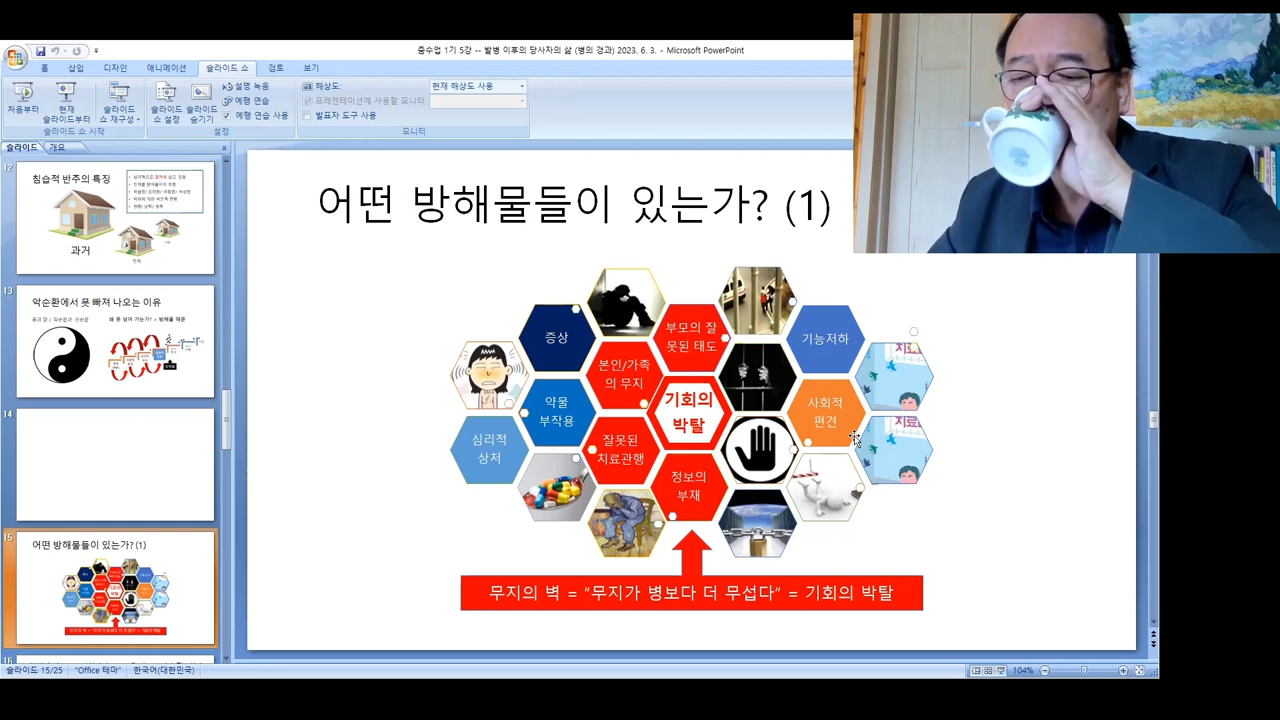 줌수업 1기 5강 -- 발병 이후의 당사자의 삶 (병의 경과) 2023. 6. 3. - Microsoft PowerPoint
홈 삽입 디자인 애니메이션 슬라이드 쇼 검토 보기
처음부터
현재
슬라이드부터
슬라이드
쇼 재구성
슬라이드 쇼 시작
슬라이드
쇼 설정
슬라이드
숨기기
설명 녹음
예행 연습
예행 연습 사용
설정
해상도:
현재 해상도 사용
프레젠테이션에 사용할 모니터:
발표자 도구 사용
모니터
슬라이드 개요
12
침습적 반추의 특징
과거
13
악순환에서 못 빠져 나오는 이유
14
15
어떤 방해물들이 있는가? (1)
16
어떤 방해물들이 있는가? (1)
증상
부모의 잘
못된 태도
기능저하
본인/가족
의 무지
치료
약물
부작용
기회의
박탈
사회적
편견
심리적
상처
잘못된
치료관행
치료
정보의
부재
무지의 벽 = "무지가 병보다 더 무섭다" = 기회의 박탈
슬라이드 15/25
"Office 테마"
한국어(대한민국)
104%